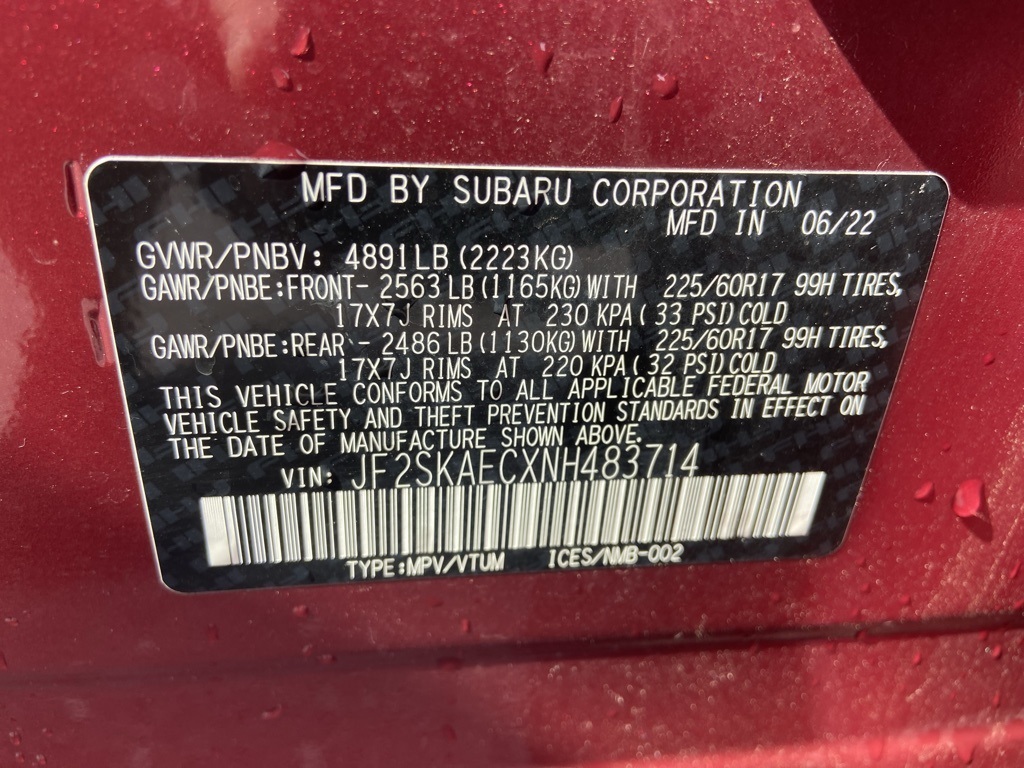 MFD BY SUBARU CORPORATION
MFD IN 06/22
GVWR/PNBV: 4891LB (2223KG)
GAWR/PNBE:FRONT- 2563LB (1165KG) WITH 225/60R17 99H TIRES,
17X7J RIMS AT 230 KPA( 33 PSI) COLD
GAWR/PNBE:REAR - 2486LB (1130KG) WITH 225/60R17 99H TIRES,
17X7J RIMS AT 220 KPA( 32 PSI) COLD
THIS VEHICLE CONFORMS TO ALL APPLICABLE FEDERAL MOTOR
VEHICLE SAFETY AND THEFT PREVENTION STANDARDS IN EFFECT ON
THE DATE OF MANUFACTURE SHOWN ABOVE.
VIN: JF2SKAECXNH483714
TYPE:MPV/VTUM ICES/NMB-002